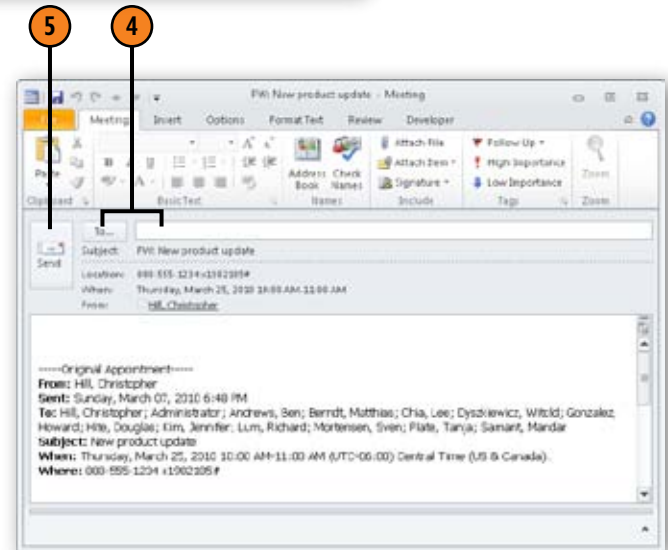 5 4
FW: New product update - Meeting
Meeting Insert Options Format Text Review Developer
Paste
Address Book
Check Names
Attach File
Attach Item
Signature
Follow Up
High Importance
Low Importance
Zoom
Clipboard Basic Text Names Include Tags Zoom
Send
To...
Subject: FW: New product update
Location: 000-555-1234 x1902105#
When: Thursday, March 25, 2010 10:00 AM-11:00 AM
From: Hill, Christopher
-----Original Appointment-----
From: Hill, Christopher
Sent: Sunday, March 07, 2010 6:48 PM
To: Hill, Christopher; Administrator; Andrews, Ben; Berndt, Matthias; Chia, Lee; Dyszkiewicz, Witold; Gonzalez,
Howard; Hite, Douglas; Kim, Jennifer; Lum, Richard; Mortensen, Sven; Plate, Tanja; Samant, Mandar
Subject: New product update
When: Thursday, March 25, 2010 10:00 AM-11:00 AM (UTC-06:00) Central Time (US & Canada).
Where: 000-555-1234 x1902105#